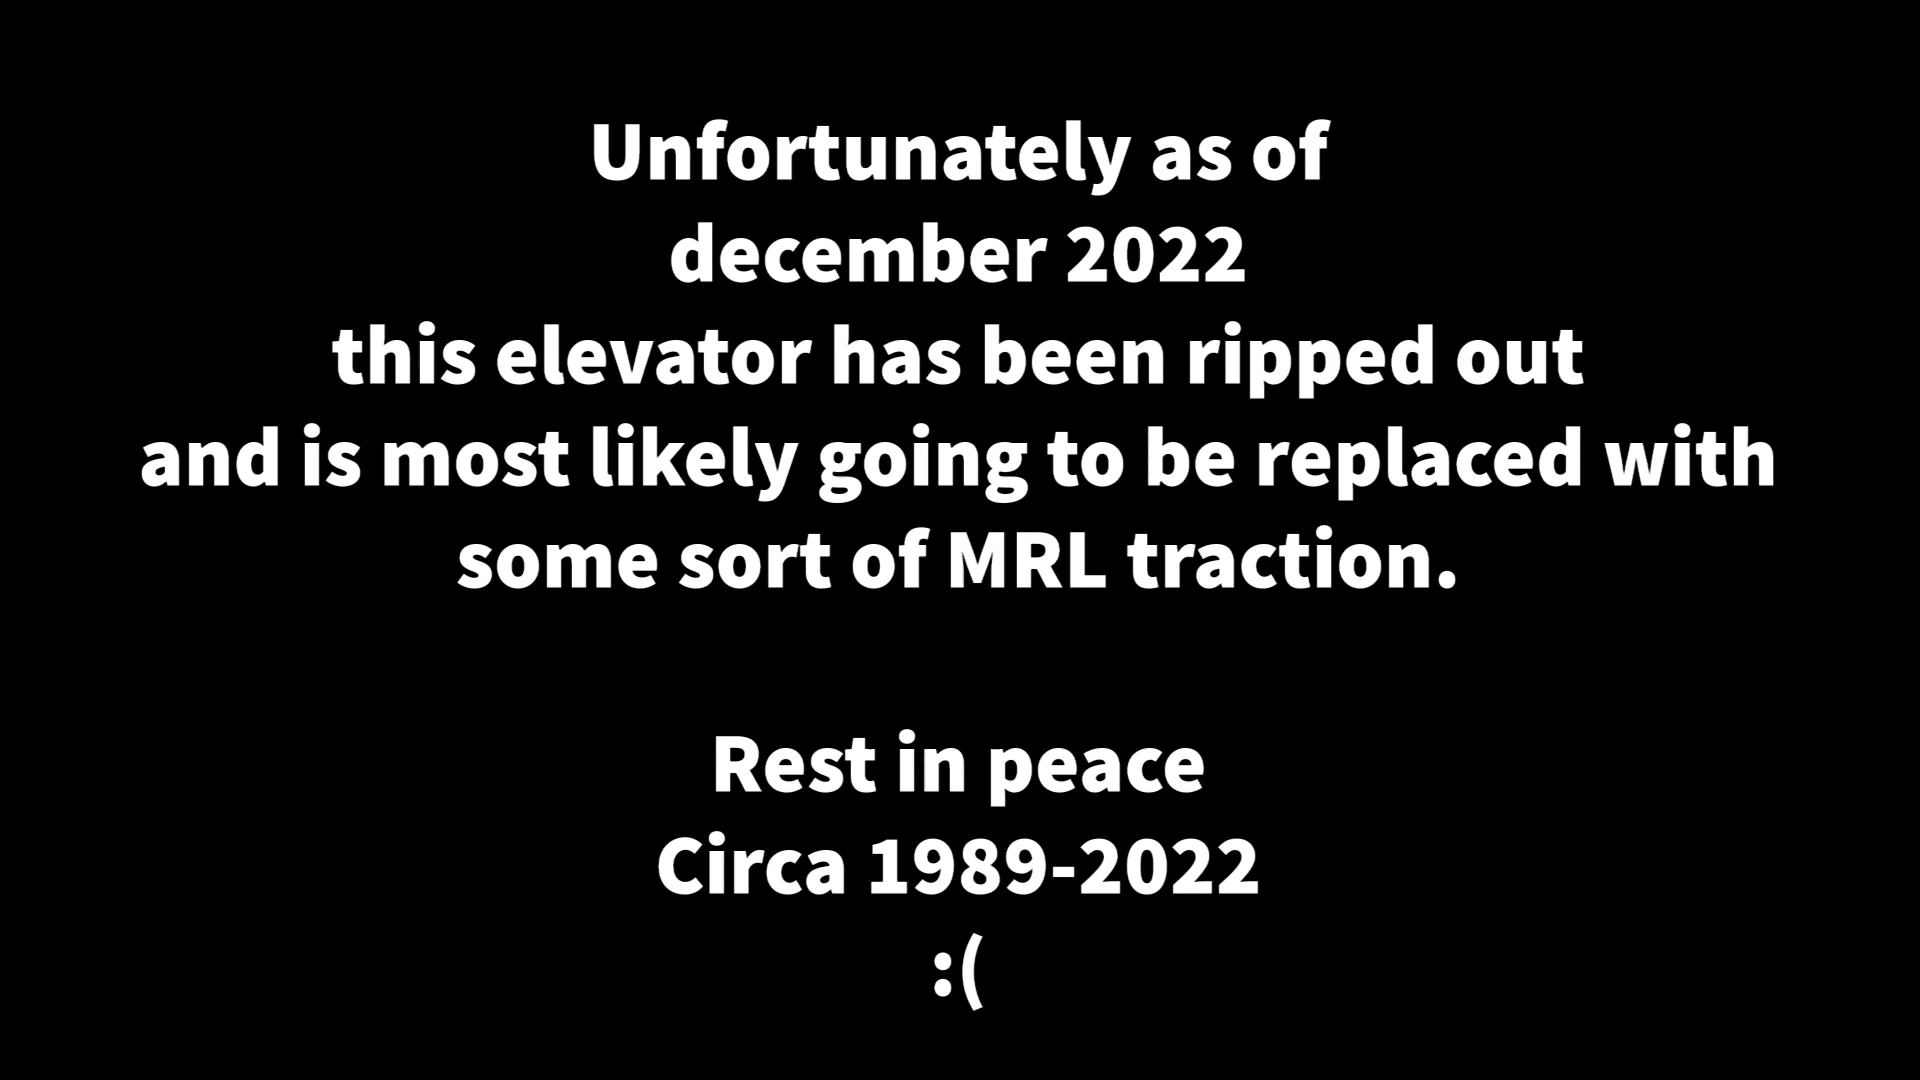 Unfortunately as of
december 2022
this elevator has been ripped out
and is most likely going to be replaced with
some sort of MRL traction.
Rest in peace
Circa 1989-2022
:(